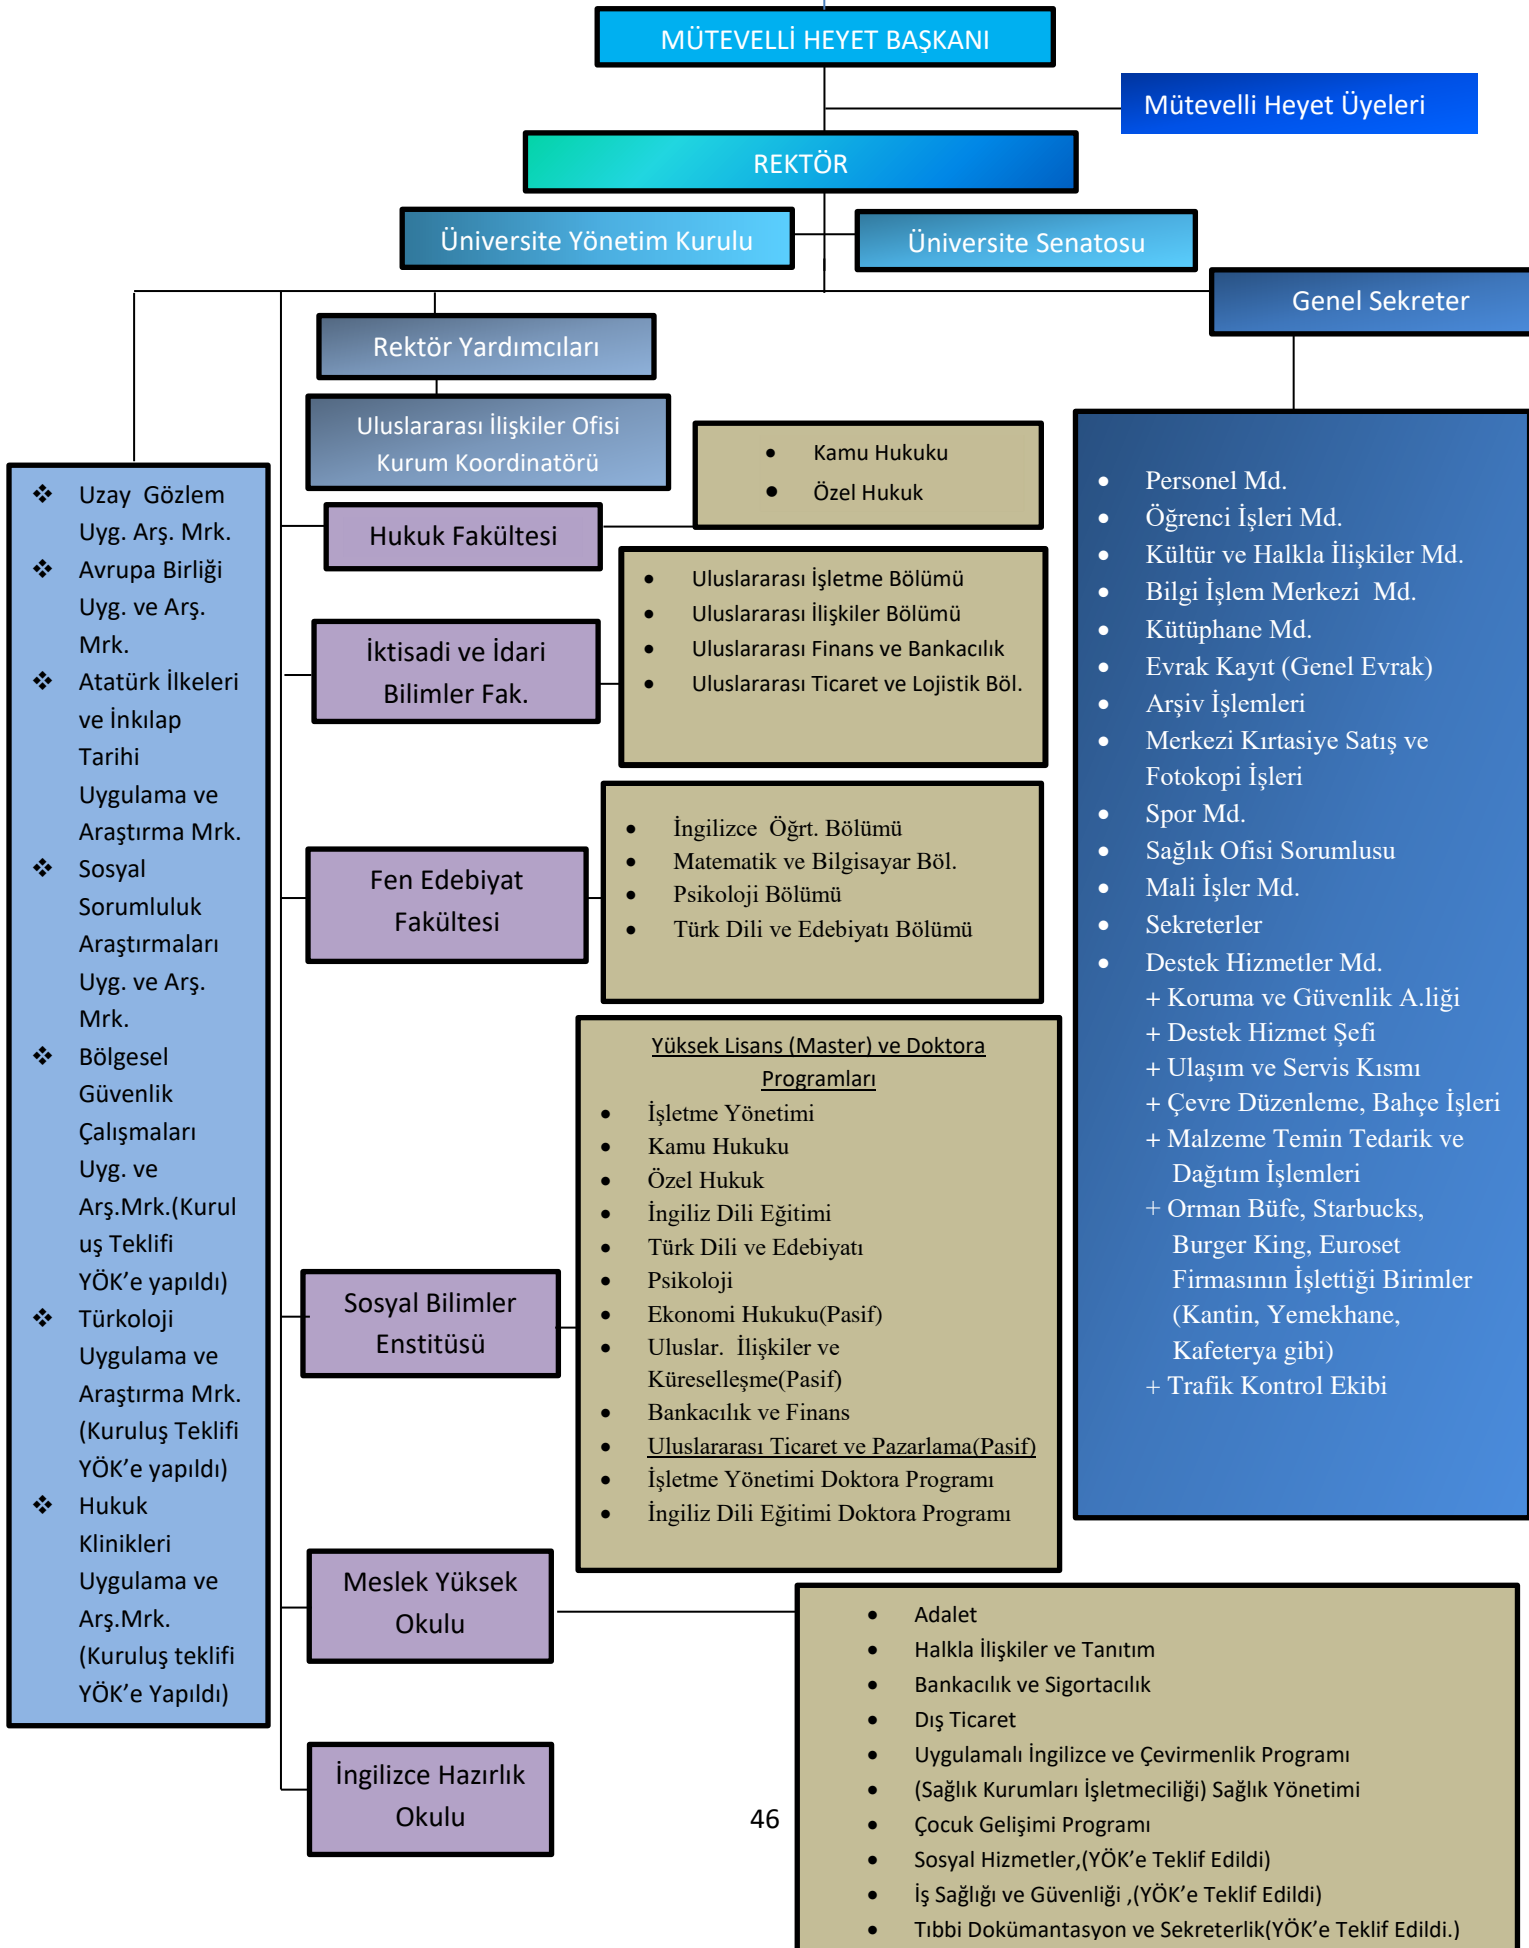 MÜTEVELLİ HEYET BAŞKANI
Mütevelli Heyet Üyeleri
REKTÖR
Üniversite Yönetim Kurulu
Üniversite Senatosu
Genel Sekreter
Rektör Yardımcıları
Uluslararası İlişkiler Ofisi
Kurum Koordinatörü
❖ Uzay Gözlem
Uyg. Arş. Mrk.
❖ Avrupa Birliği
Uyg. ve Arş.
Mrk.
❖ Atatürk İlkeleri
ve İnkılap
Tarihi
Uygulama ve
Araştırma Mrk.
❖ Sosyal
Sorumluluk
Araştırmaları
Uyg. ve Arş.
Mrk.
❖ Bölgesel
Güvenlik
Çalışmaları
Uyg. ve
Arş.Mrk.(Kurul
uş Teklifi
YÖK’e yapıldı)
❖ Türkoloji
Uygulama ve
Araştırma Mrk.
(Kuruluş Teklifi
YÖK’e yapıldı)
❖ Hukuk
Klinikleri
Uygulama ve
Arş.Mrk.
(Kuruluş teklifi
YÖK’e Yapıldı)
Hukuk Fakültesi
• Kamu Hukuku
• Özel Hukuk
İktisadi ve İdari
Bilimler Fak.
• Uluslararası İşletme Bölümü
• Uluslararası İlişkiler Bölümü
• Uluslararası Finans ve Bankacılık
• Uluslararası Ticaret ve Lojistik Böl.
Fen Edebiyat
Fakültesi
• İngilizce Öğrt. Bölümü
• Matematik ve Bilgisayar Böl.
• Psikoloji Bölümü
• Türk Dili ve Edebiyatı Bölümü
Sosyal Bilimler
Enstitüsü
Yüksek Lisans (Master) ve Doktora
Programları
• İşletme Yönetimi
• Kamu Hukuku
• Özel Hukuk
• İngiliz Dili Eğitimi
• Türk Dili ve Edebiyatı
• Psikoloji
• Ekonomi Hukuku(Pasif)
• Uluslar. İlişkiler ve
Küreselleşme(Pasif)
• Bankacılık ve Finans
• Uluslararası Ticaret ve Pazarlama(Pasif)
• İşletme Yönetimi Doktora Programı
• İngiliz Dili Eğitimi Doktora Programı
• Personel Md.
• Öğrenci İşleri Md.
• Kültür ve Halkla İlişkiler Md.
• Bilgi İşlem Merkezi Md.
• Kütüphane Md.
• Evrak Kayıt (Genel Evrak)
• Arşiv İşlemleri
• Merkezi Kırtasiye Satış ve
Fotokopi İşleri
• Spor Md.
• Sağlık Ofisi Sorumlusu
• Mali İşler Md.
• Sekreterler
• Destek Hizmetler Md.
+ Koruma ve Güvenlik A.liği
+ Destek Hizmet Şefi
+ Ulaşım ve Servis Kısmı
+ Çevre Düzenleme, Bahçe İşleri
+ Malzeme Temin Tedarik ve
Dağıtım İşlemleri
+ Orman Büfe, Starbucks,
Burger King, Euroset
Firmasının İşlettiği Birimler
(Kantin, Yemekhane,
Kafeterya gibi)
+ Trafik Kontrol Ekibi
Meslek Yüksek
Okulu
• Adalet
• Halkla İlişkiler ve Tanıtım
• Bankacılık ve Sigortacılık
• Dış Ticaret
• Uygulamalı İngilizce ve Çevirmenlik Programı
• (Sağlık Kurumları İşletmeciliği) Sağlık Yönetimi
• Çocuk Gelişimi Programı
• Sosyal Hizmetler,(YÖK’e Teklif Edildi)
• İş Sağlığı ve Güvenliği ,(YÖK’e Teklif Edildi)
• Tıbbi Dokümantasyon ve Sekreterlik(YÖK’e Teklif Edildi.)
İngilizce Hazırlık
Okulu
46